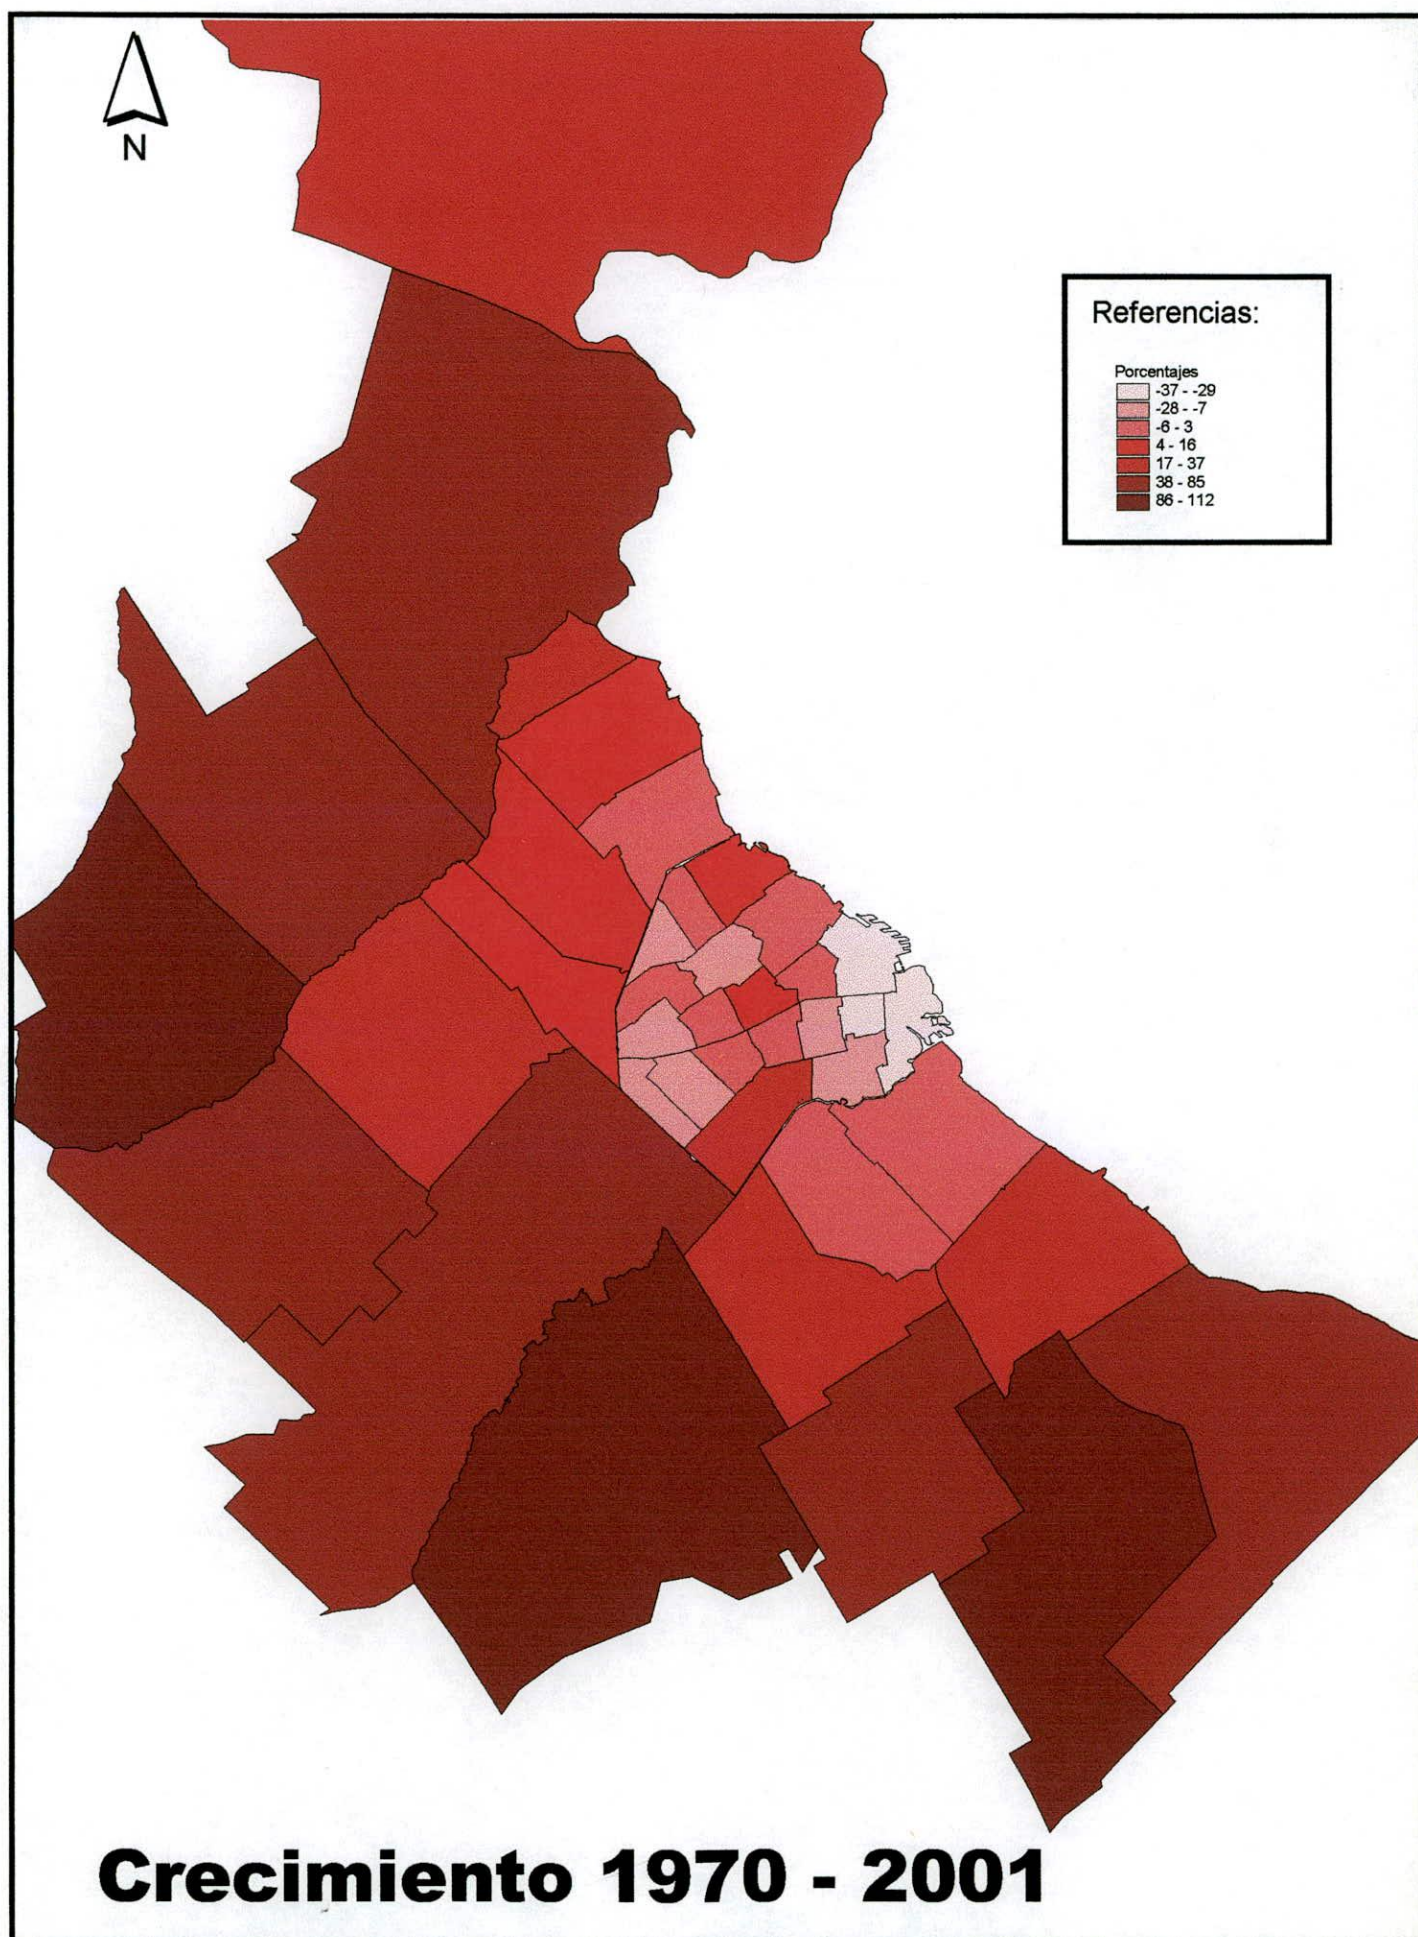 N
Referencias:
Porcentajes
-37 - -29
-28 - -7
-6 - 3
4 - 16
17 - 37
38 - 85
86 - 112
Crecimiento 1970 - 2001